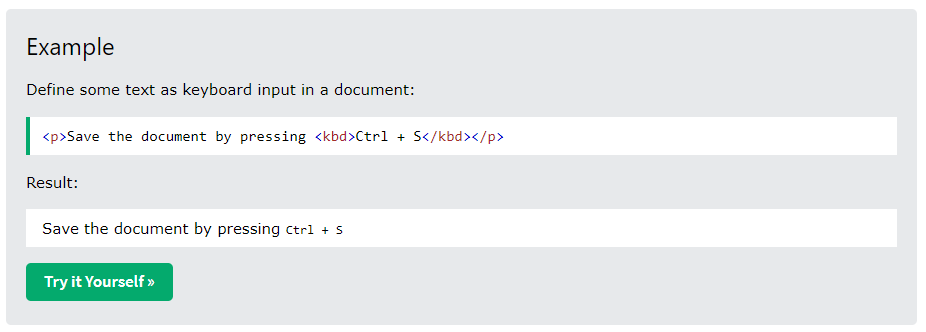 Example
Define some text as keyboard input in a document:
<p>Save the document by pressing <kbd>Ctrl + S</kbd></p>
Result:
Save the document by pressing Ctrl + S
Try it Yourself »